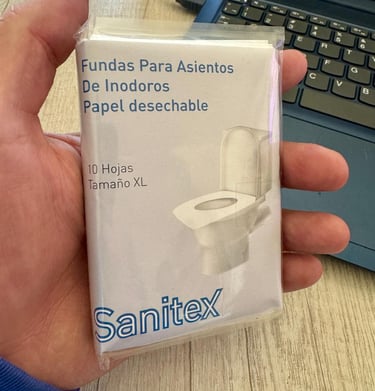 Fundas Para Asientos
De Inodoros
Papel desechable
10 Hojas
Tamaño XL
Sanitex